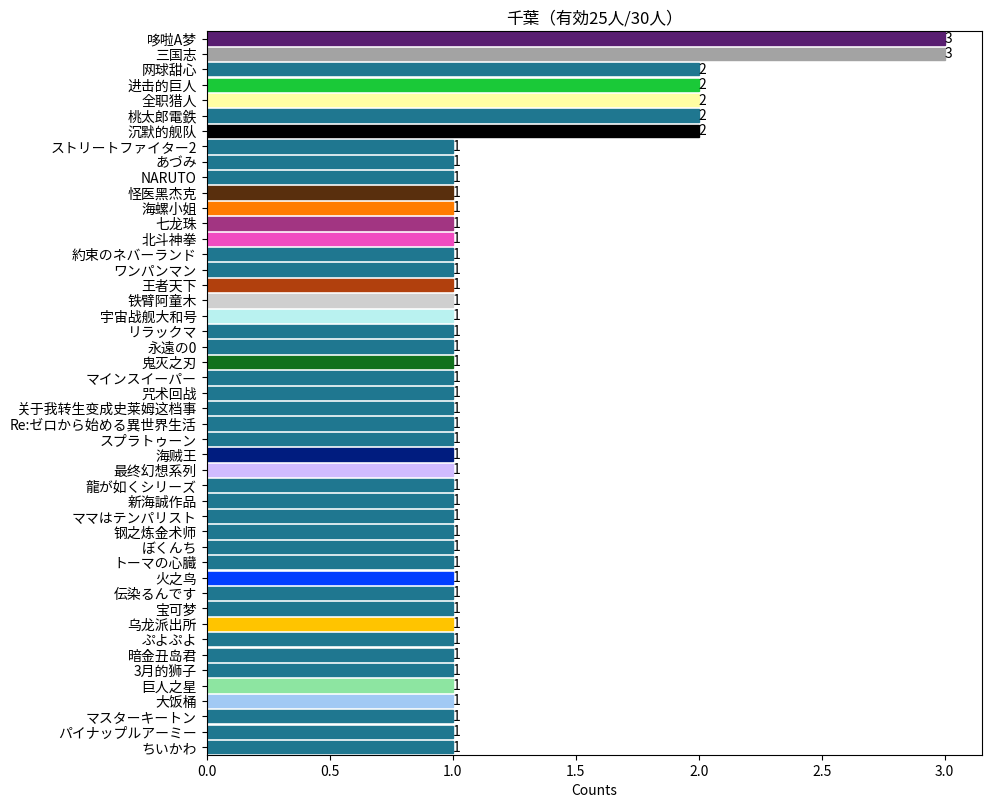 千葉（有効25人/30人）
哆啦A梦 3
三国志 3
网球甜心 2
进击的巨人 2
全职猎人 2
桃太郎電鉄 2
沉默的舰队 2
ストリートファイター2 1
あづみ 1
NARUTO 1
怪医黑杰克 1
海螺小姐 1
七龙珠 1
北斗神拳 1
約束のネバーランド 1
ワンパンマン 1
王者天下 1
铁臂阿童木 1
宇宙战舰大和号 1
リラックマ 1
永遠の0 1
鬼灭之刃 1
マインスイーパー 1
咒术回战 1
关于我转生变成史莱姆这档事 1
Re:ゼロから始める異世界生活 1
スプラトゥーン 1
海贼王 1
最终幻想系列 1
龍が如くシリーズ 1
新海誠作品 1
ママはテンパリスト 1
钢之炼金术师 1
ぼくんち 1
トーマの心臓 1
火之鸟 1
伝染るんです 1
宝可梦 1
乌龙派出所 1
ぷよぷよ 1
暗金丑岛君 1
3月的狮子 1
巨人之星 1
大饭桶 1
マスターキートン 1
パイナップルアーミー 1
ちいかわ 1
0.0 0.5 1.0 1.5 2.0 2.5 3.0
Counts